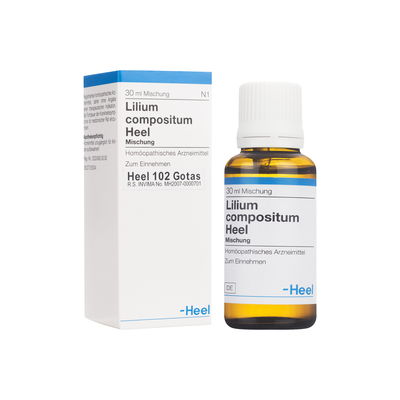 30 ml Mischung N1
Lilium
compositum
Heel
Mischung
Homöopathisches Arzneimittel
Zum Einnehmen
Heel 102 Gotas
R.S. INVIMA No. MH2007-0000701
-Heel
30 ml Mischung
Lilium
compositum
Heel
Mischung
Homöopathisches Arzneimittel
Zum Einnehmen
DE
-Heel